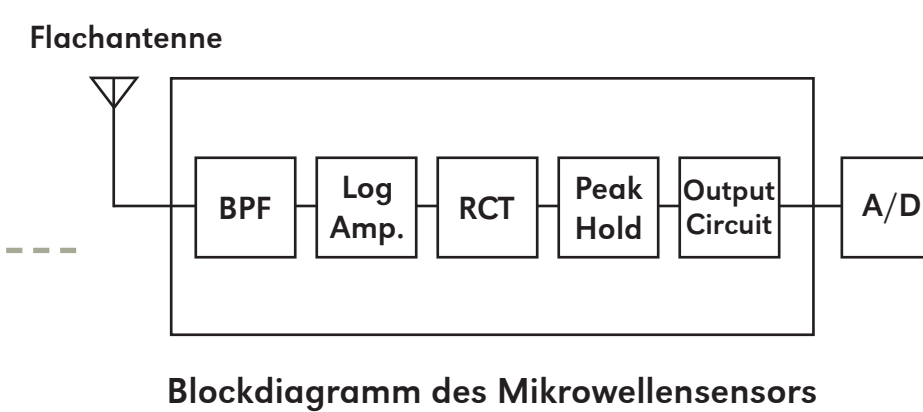 Flachantenne
BPF
Log
Amp.
RCT
Peak
Hold
Output
Circuit
A/D
Blockdiagramm des Mikrowellensensors